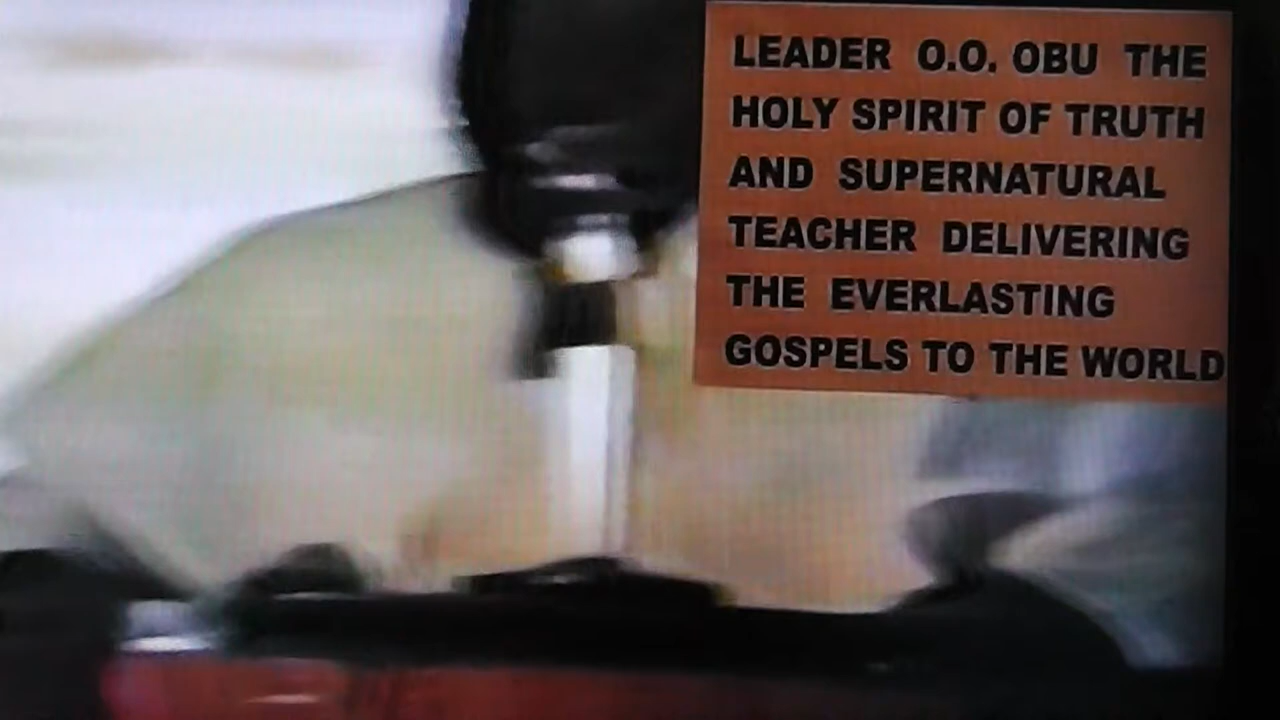 LEADER O.O. OBU THE
HOLY SPIRIT OF TRUTH
AND SUPERNATURAL
TEACHER DELIVERING
THE EVERLASTING
GOSPELS TO THE WORLD